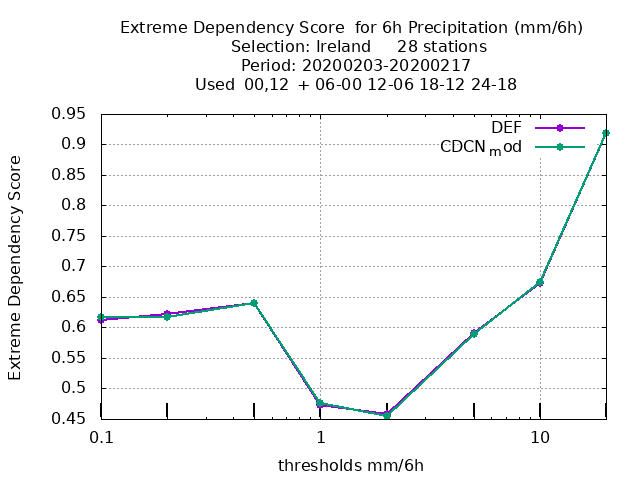 Extreme Dependency Score  for 6h Precipitation (mm/6h)
Selection: Ireland     28 stations
Period: 20200203-20200217
Used  00,12  + 06-00 12-06 18-12 24-18
DEF
CDCN_mod
Extreme Dependency Score
0.95
0.9
0.85
0.8
0.75
0.7
0.65
0.6
0.55
0.5
0.45
0.1 1 10
thresholds mm/6h